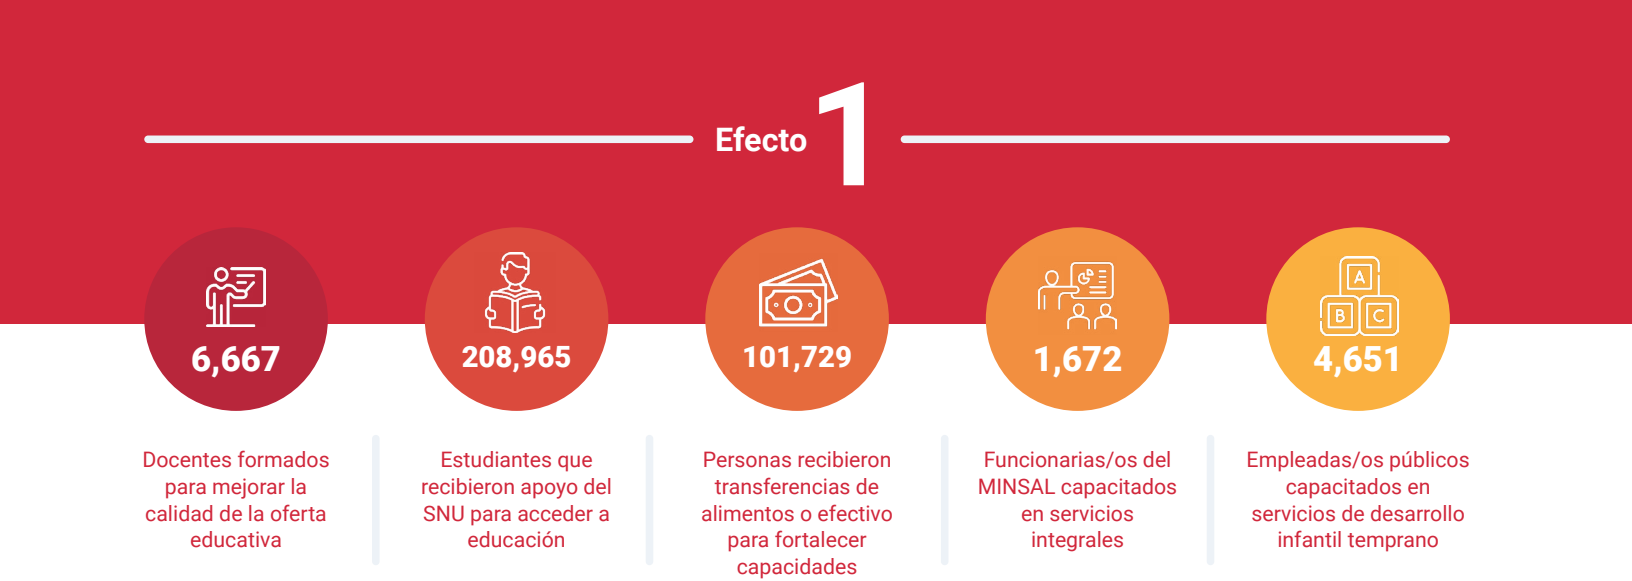 Efecto 1
6,667
208,965
101,729
1,672
4,651
A
B C
Docentes formados
para mejorar la
calidad de la oferta
educativa
Estudiantes que
recibieron apoyo del
SNU para acceder a
educación
Personas recibieron
transferencias de
alimentos o efectivo
para fortalecer
capacidades
Funcionarias/os del
MINSAL capacitados
en servicios
integrales
Empleadas/os públicos
capacitados en
servicios de desarrollo
infantil temprano